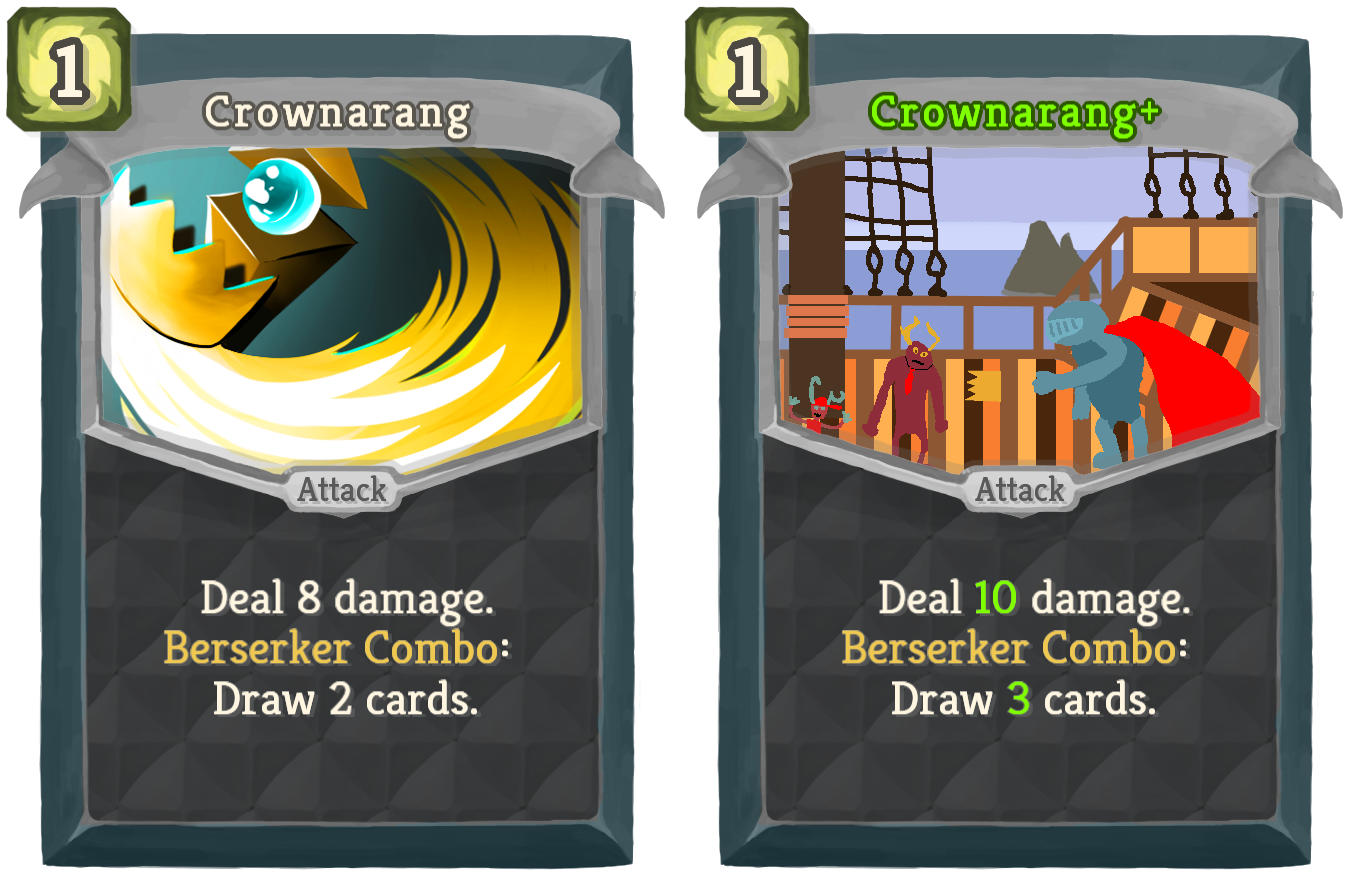 1
Crownarang
Attack
Deal 8 damage.
Berserker Combo:
Draw 2 cards.
1
Crownarang+
Attack
Deal 10 damage.
Berserker Combo:
Draw 3 cards.